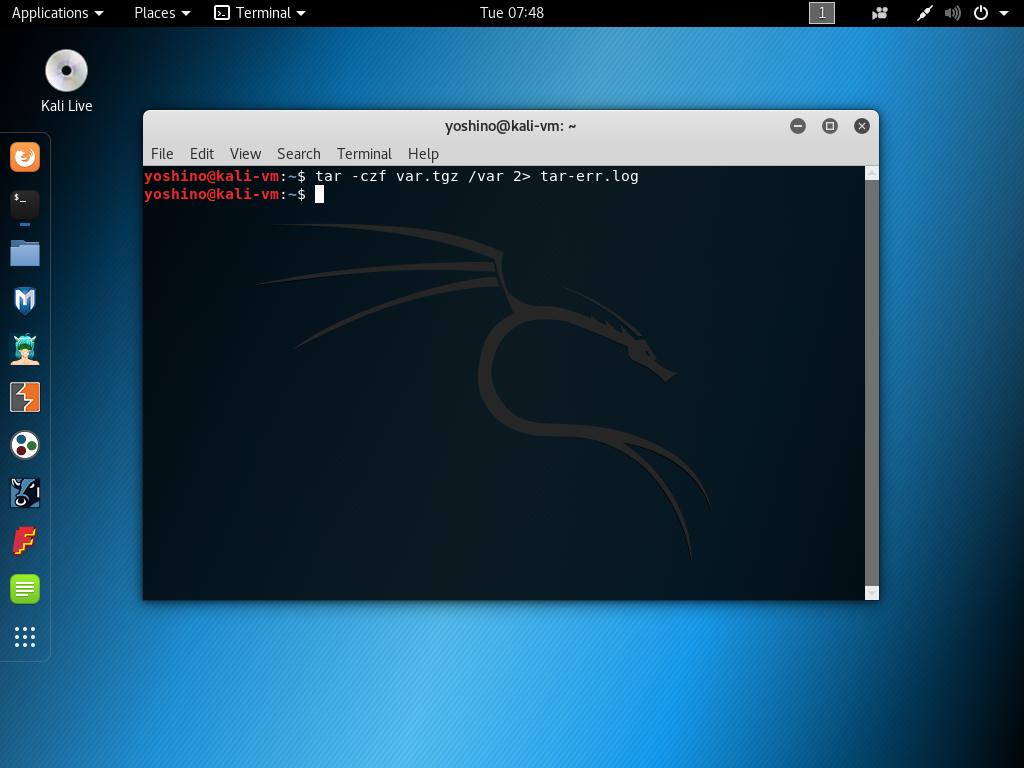 Applications Places Terminal Tue 07:48 1
Kali Live
yoshino@kali-vm: ~
File Edit View Search Terminal Help
yoshino@kali-vm:~$ tar -czf var.tgz /var 2> tar-err.log
yoshino@kali-vm:~$